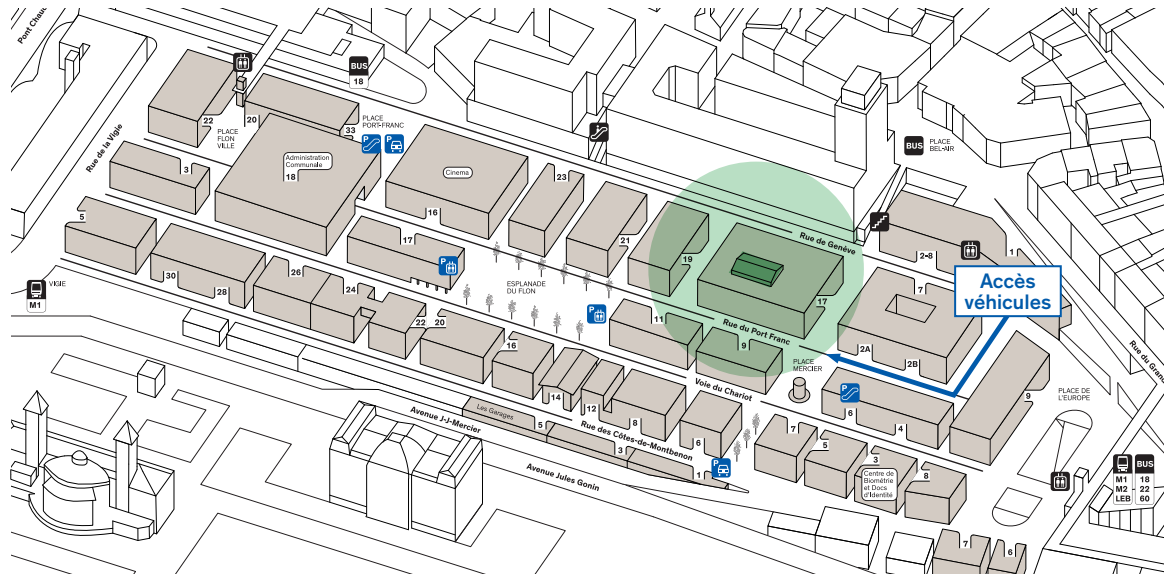 Pont Chaud
BUS
18
22
20
PLACE
FLON
VILLE
33
PLACE
PORT-FRANC
P
P
Rue de la Vigie
3
Administration
Communale
18
Cinema
16
23
BUS
PLACE
BEL-AIR
5
17
P
21
19
Rue de Genève
2-8
1
17
7
Accès
véhicules
VIGIE
M1
30
28
26
24
22
20
ESPLANADE
DU FLON
P
11
Rue du Port Franc
9
2A
2B
PLACE
MERCIER
Rue du Grand
16
14
12
8
Voie du Chariot
P
6
4
9
PLACE DE
L'EUROPE
Les Garages
5
Avenue J-J-Mercier
Rue des Côtes-de-Montbenon
3
6
1
P
7
5
3
Centre de
Biométrie
et Docs
d'Identité
8
Avenue Jules Gonin
BUS
M1
18
M2
22
LEB
60
7
6